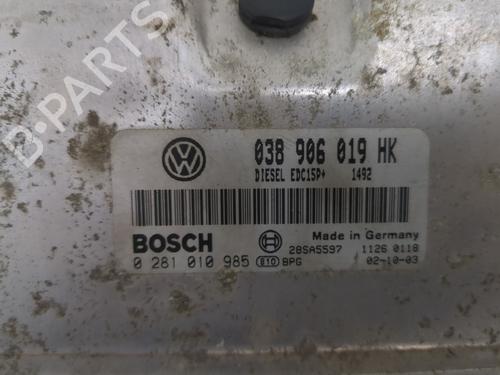 B-PARTS
038 906 019 HK
DIESEL EDC15P+ 1492
BOSCH
Made in Germany
28SA5597 1126 0118
0 281 010 985 810 BPG 02-10-03